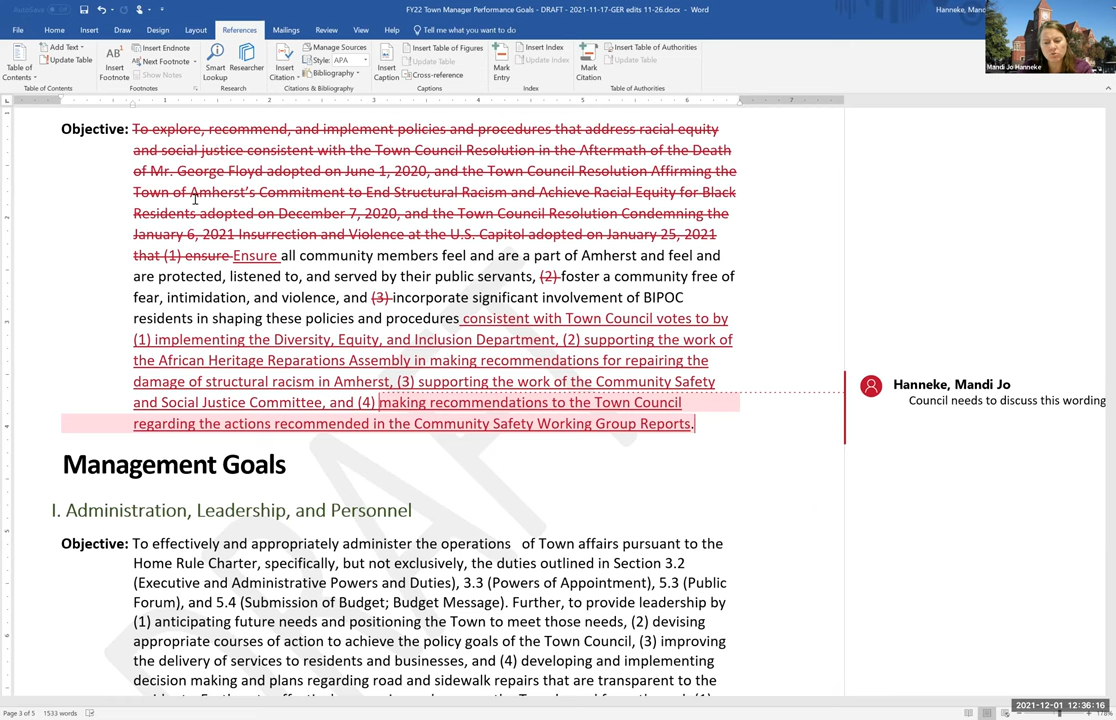 FY22 Town Manager Performance Goals - DRAFT - 2021-11-17-GER edits 11-26.docx - Word
Hanneke, Mandi
Mandi Jo Hanneke
File Home Insert Draw Design Layout References Mailings Review View Help Tell me what you want to do
Table of Contents
Add Text
Update Table
Table of Contents
AB1 Insert Footnote
Insert Endnote
Next Footnote
Show Notes
Footnotes
Smart Lookup
Researcher
Research
Insert Citation
Manage Sources
Style: APA
Bibliography
Citations & Bibliography
Insert Caption
Insert Table of Figures
Update Table
Cross-reference
Captions
Mark Entry
Insert Index
Update Index
Index
Mark Citation
Insert Table of Authorities
Update Table
Table of Authorities
Objective: To explore, recommend, and implement policies and procedures that address racial equity
and social justice consistent with the Town Council Resolution in the Aftermath of the Death
of Mr. George Floyd adopted on June 1, 2020, and the Town Council Resolution Affirming the
Town of Amherst's Commitment to End Structural Racism and Achieve Racial Equity for Black
Residents adopted on December 7, 2020, and the Town Council Resolution Condemning the
January 6, 2021 Insurrection and Violence at the U.S. Capitol adopted on January 25, 2021
that (1) ensure Ensure all community members feel and are a part of Amherst and feel and
are protected, listened to, and served by their public servants, (2) foster a community free of
fear, intimidation, and violence, and (3) incorporate significant involvement of BIPOC
residents in shaping these policies and procedures consistent with Town Council votes to by
(1) implementing the Diversity, Equity, and Inclusion Department, (2) supporting the work of
the African Heritage Reparations Assembly in making recommendations for repairing the
damage of structural racism in Amherst, (3) supporting the work of the Community Safety
and Social Justice Committee, and (4) making recommendations to the Town Council
regarding the actions recommended in the Community Safety Working Group Reports.
Hanneke, Mandi Jo
Council needs to discuss this wording
Management Goals
I. Administration, Leadership, and Personnel
Objective: To effectively and appropriately administer the operations of Town affairs pursuant to the
Home Rule Charter, specifically, but not exclusively, the duties outlined in Section 3.2
(Executive and Administrative Powers and Duties), 3.3 (Powers of Appointment), 5.3 (Public
Forum), and 5.4 (Submission of Budget; Budget Message). Further, to provide leadership by
(1) anticipating future needs and positioning the Town to meet those needs, (2) devising
appropriate courses of action to achieve the policy goals of the Town Council, (3) improving
the delivery of services to residents and businesses, and (4) developing and implementing
decision making and plans regarding road and sidewalk repairs that are transparent to the
DRAFT
Page 3 of 5 1533 words
2021-12-01 12:36:16
178%